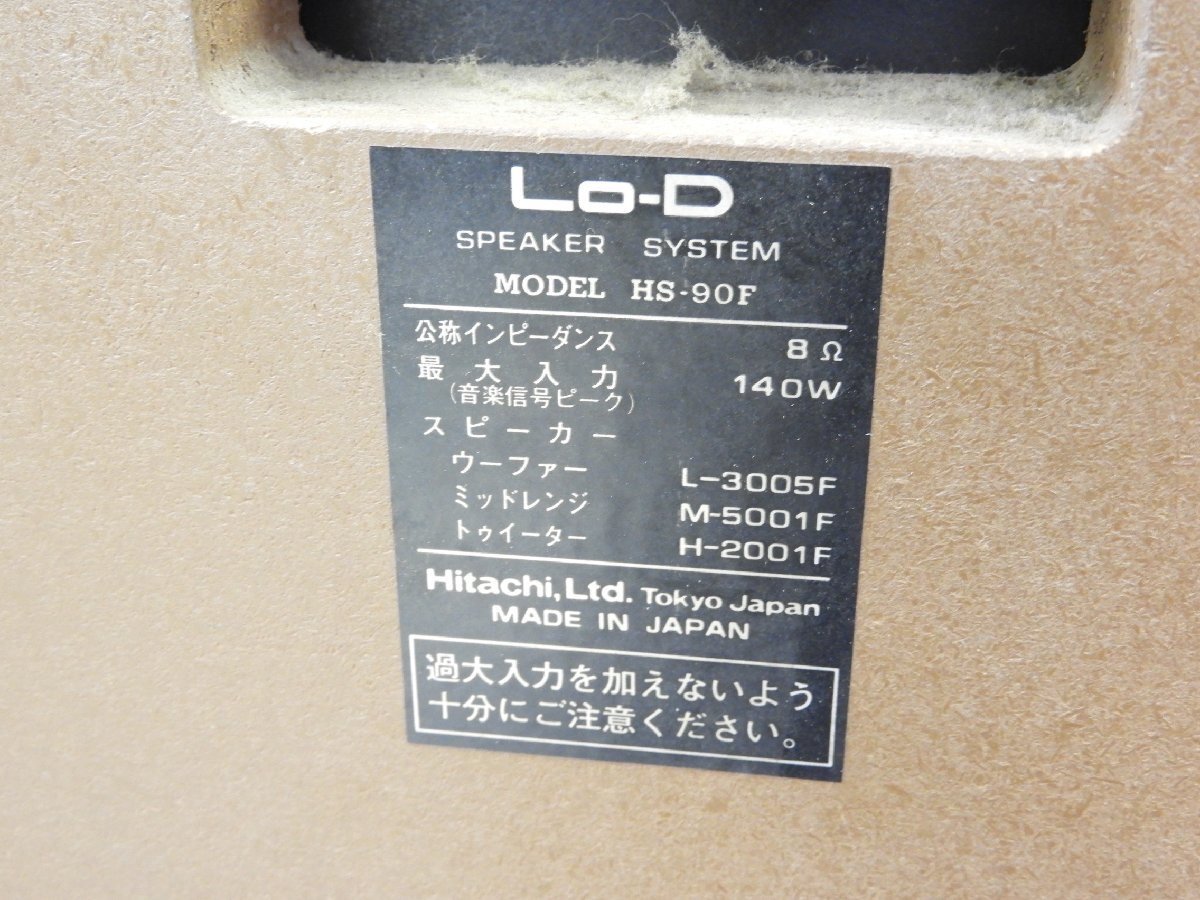 Lo-D
SPEAKER SYSTEM
MODEL HS-90F
公称インピーダンス 8Ω
最大入力 140W
(音楽信号ピーク)
スピーカー
ウーファー L-3005F
ミッドレンジ M-5001F
トゥイーター H-2001F
Hitachi, Ltd. Tokyo Japan
MADE IN JAPAN
過大入力を加えないよう
十分にご注意ください。